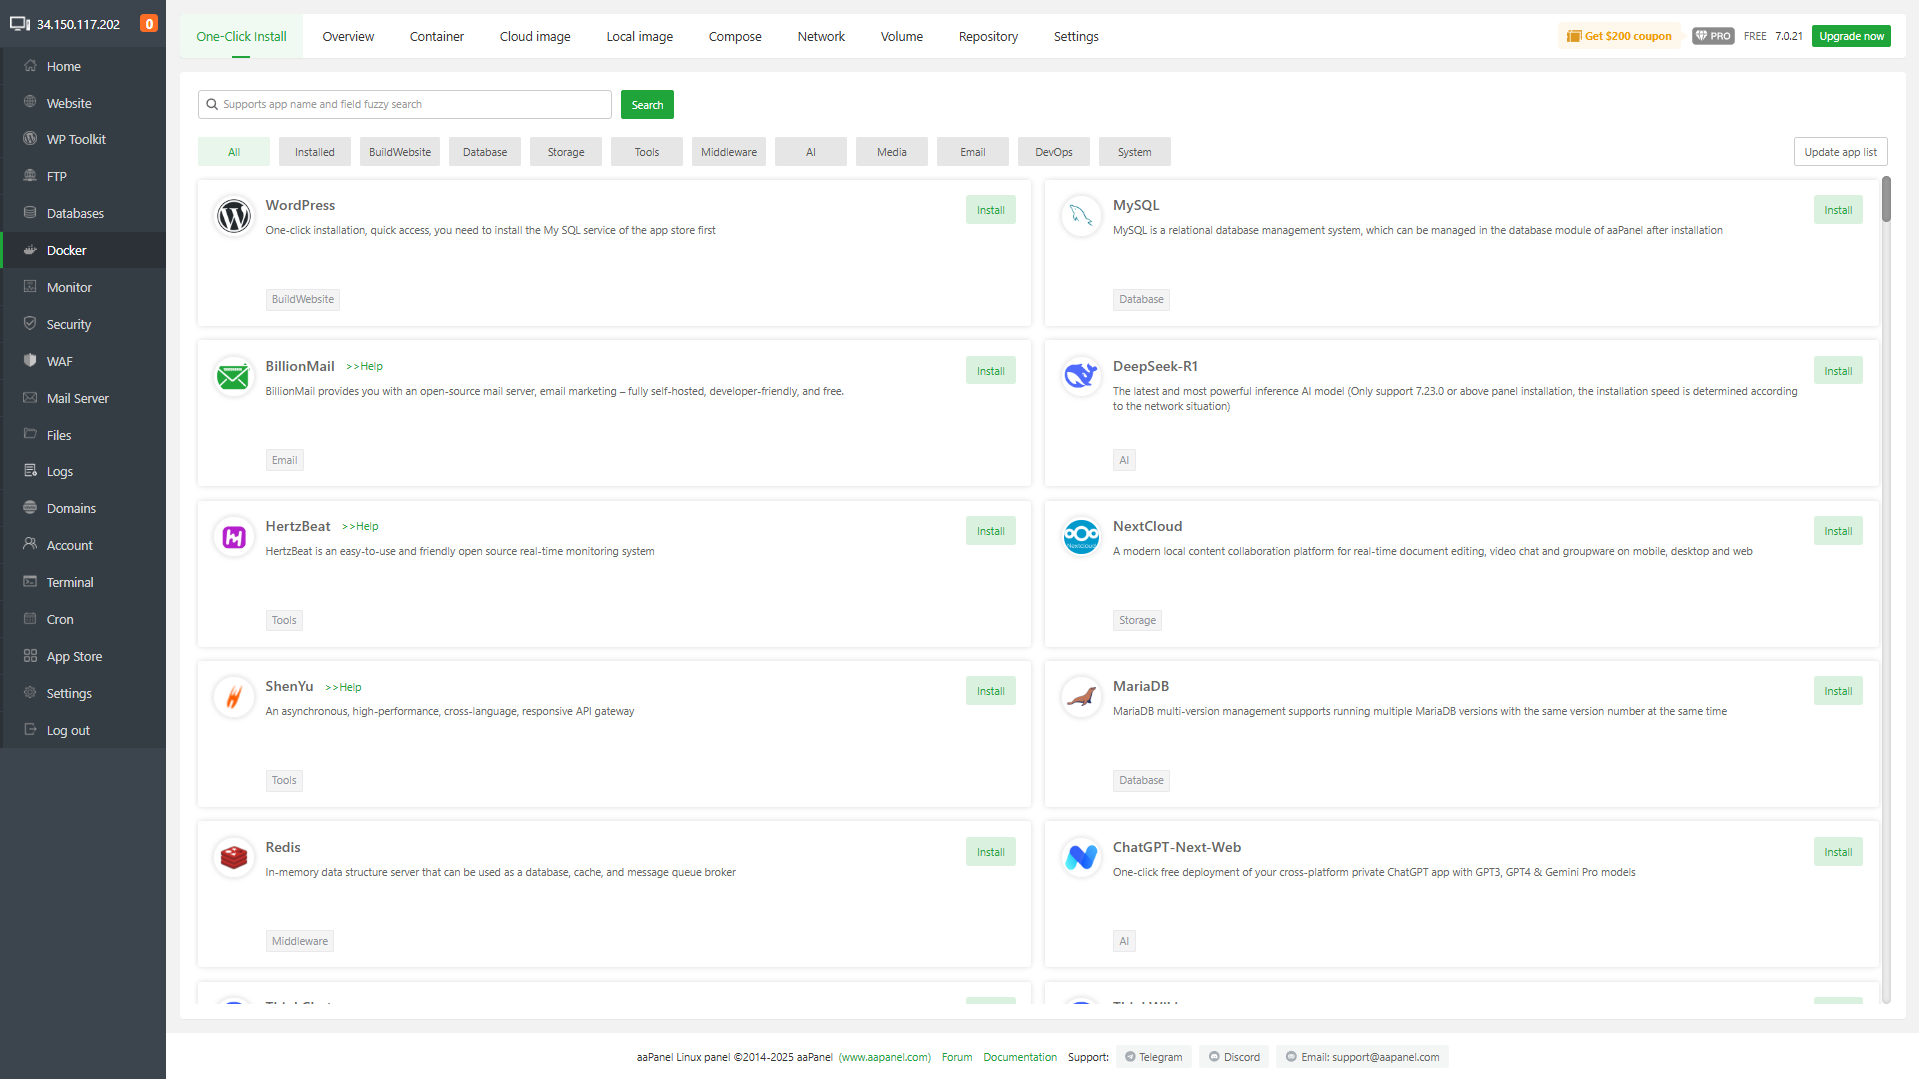 34.150.117.202
0
Home
Website
WP Toolkit
FTP
Databases
Docker
Monitor
Security
WAF
Mail Server
Files
Logs
Domains
Account
Terminal
Cron
App Store
Settings
Log out
One-Click Install Overview Container Cloud image Local image Compose Network Volume Repository Settings
Get $200 coupon PRO FREE 7.0.21 Upgrade now
Supports app name and field fuzzy search Search
All Installed BuildWebsite Database Storage Tools Middleware AI Media Email DevOps System Update app list
WordPress Install
One-click installation, quick access, you need to install the My SQL service of the app store first
BuildWebsite
MySQL Install
MySQL is a relational database management system, which can be managed in the database module of aaPanel after installation
Database
BillionMail >>Help Install
BillionMail provides you with an open-source mail server, email marketing – fully self-hosted, developer-friendly, and free.
Email
DeepSeek-R1 Install
The latest and most powerful inference AI model (Only support 7.23.0 or above panel installation, the installation speed is determined according
to the network situation)
AI
HertzBeat >>Help Install
HertzBeat is an easy-to-use and friendly open source real-time monitoring system
Tools
NextCloud Install
A modern local content collaboration platform for real-time document editing, video chat and groupware on mobile, desktop and web
Storage
ShenYu >>Help Install
An asynchronous, high-performance, cross-language, responsive API gateway
Tools
MariaDB Install
MariaDB multi-version management supports running multiple MariaDB versions with the same version number at the same time
Database
Redis Install
In-memory data structure server that can be used as a database, cache, and message queue broker
Middleware
ChatGPT-Next-Web Install
One-click free deployment of your cross-platform private ChatGPT app with GPT3, GPT4 & Gemini Pro models
AI
aaPanel Linux panel ©2014-2025 aaPanel (www.aapanel.com) Forum Documentation Support: Telegram Discord Email: support@aapanel.com